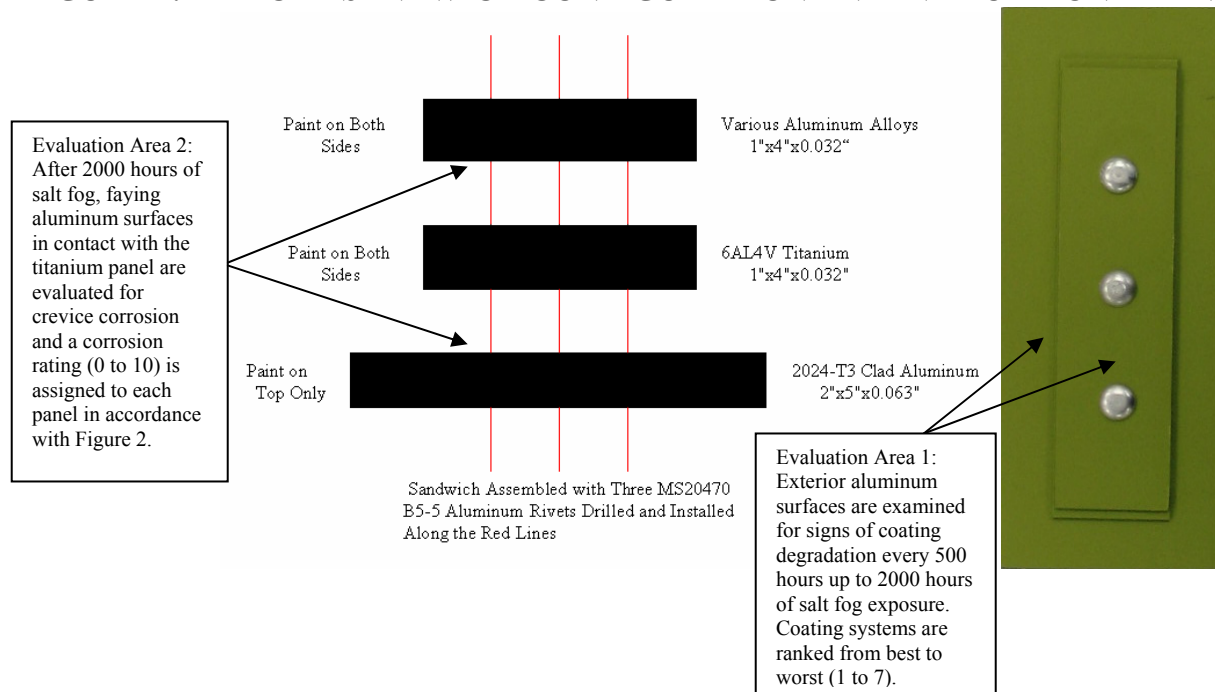 Paint on Both
Sides
Various Aluminum Alloys
1"x4"x0.032“
Evaluation Area 2:
After 2000 hours of
salt fog, faying
aluminum surfaces
in contact with the
titanium panel are
evaluated for
crevice corrosion
and a corrosion
rating (0 to 10) is
assigned to each
panel in accordance
with Figure 2.
Paint on Both
Sides
6AL4V Titanium
1"x4"x0.032"
Paint on
Top Only
2024-T3 Clad Aluminum
2"x5"x0.063"
Sandwich Assembled with Three MS20470
B5-5 Aluminum Rivets Drilled and Installed
Along the Red Lines
Evaluation Area 1:
Exterior aluminum
surfaces are examined
for signs of coating
degradation every 500
hours up to 2000 hours
of salt fog exposure.
Coating systems are
ranked from best to
worst (1 to 7).